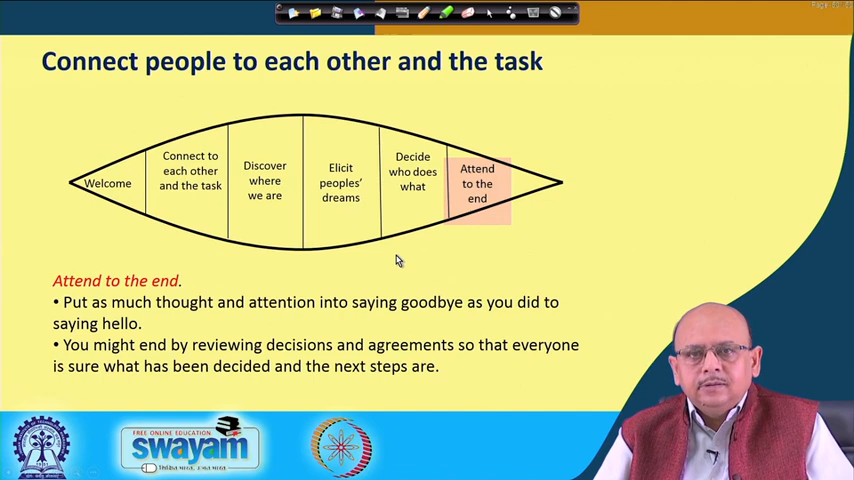 Connect people to each other and the task
Welcome
Connect to
each other
and the task
Discover
where
we are
Elicit
peoples'
dreams
Decide
who does
what
Attend
to the
end
Attend to the end.
• Put as much thought and attention into saying goodbye as you did to
saying hello.
• You might end by reviewing decisions and agreements so that everyone
is sure what has been decided and the next steps are.
FREE ONLINE EDUCATION
swayam